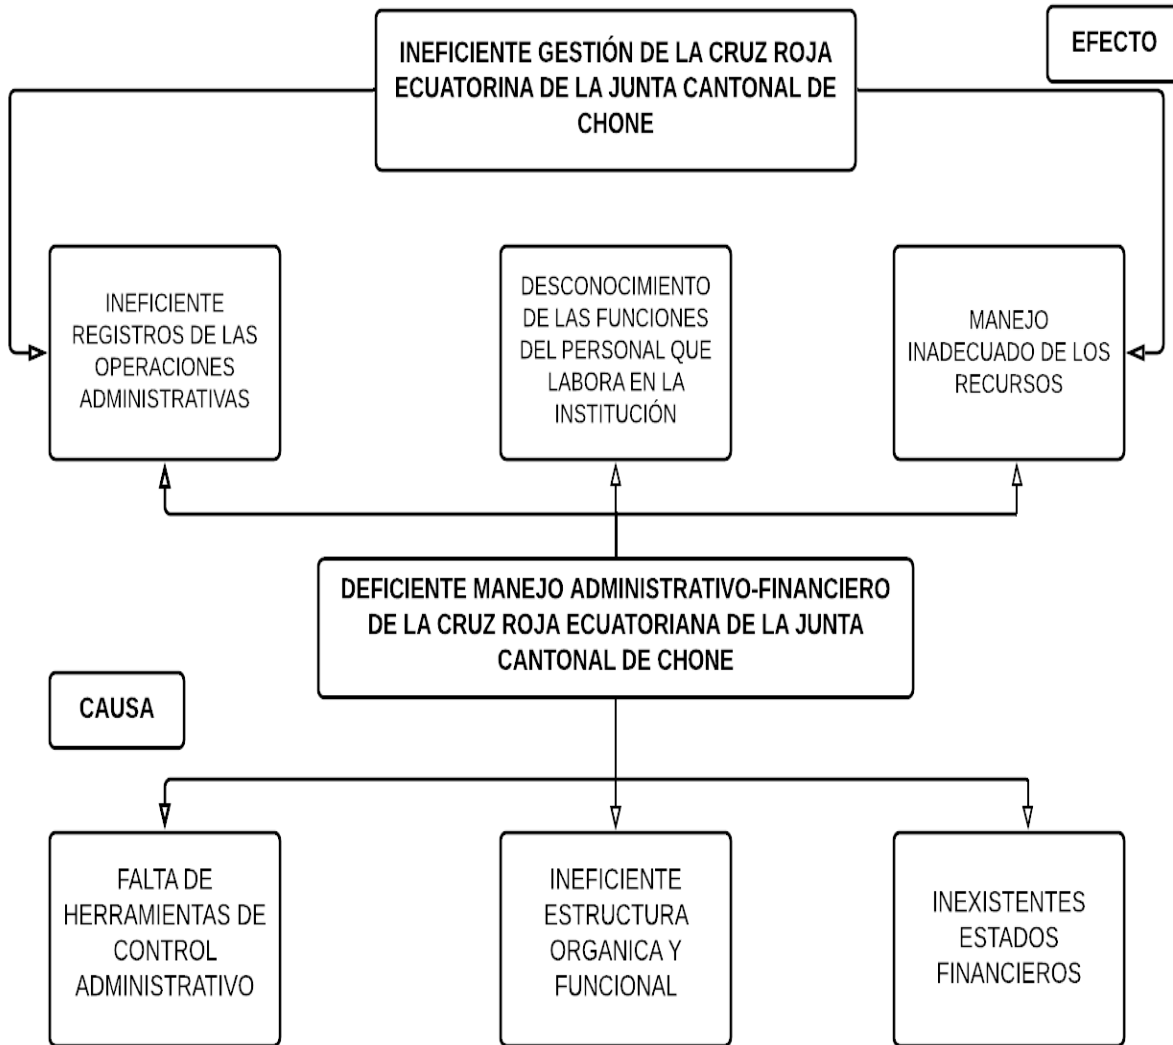 INEFICIENTE GESTIÓN DE LA CRUZ ROJA
ECUATORINA DE LA JUNTA CANTONAL DE
CHONE
EFECTO
INEFICIENTE
REGISTROS DE LAS
OPERACIONES
ADMINISTRATIVAS
DESCONOCIMIENTO
DE LAS FUNCIONES
DEL PERSONAL QUE
LABORA EN LA
INSTITUCIÓN
MANEJO
INADECUADO DE LOS
RECURSOS
DEFICIENTE MANEJO ADMINISTRATIVO-FINANCIERO
DE LA CRUZ ROJA ECUATORIANA DE LA JUNTA
CANTONAL DE CHONE
CAUSA
FALTA DE
HERRAMIENTAS DE
CONTROL
ADMINISTRATIVO
INEFICIENTE
ESTRUCTURA
ORGANICA Y
FUNCIONAL
INEXISTENTES
ESTADOS
FINANCIEROS